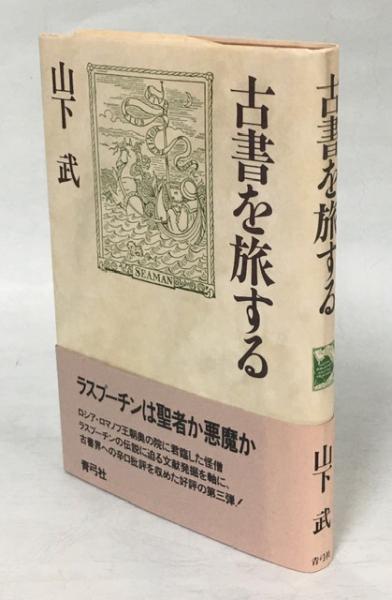 古書を旅する
山下 武
SEAMAN
ラスプーチンは聖者か悪魔か
ロシア・ロマノフ王朝奥の院に君臨した怪僧
ラスプーチンの伝説に迫る文献発掘を軸に、
古書界への辛口批評を収めた好評の第三弾!
青弓社
古書を旅する
山下 武
青弓社